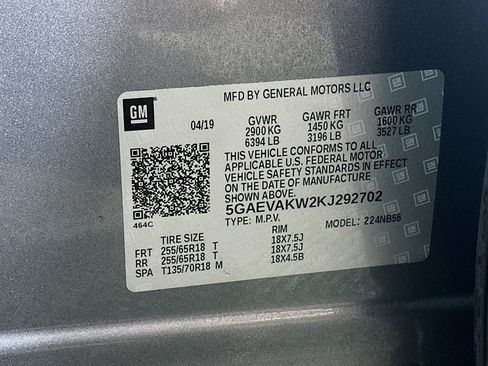 GM
MFD BY GENERAL MOTORS LLC
04/19 GVWR GAWR FRT GAWR RR
2900 KG 1450 KG 1600 KG
6394 LB 3196 LB 3527 LB
THIS VEHICLE CONFORMS TO ALL
APPLICABLE U.S. FEDERAL MOTOR
VEHICLE SAFETY STANDARDS IN EFFECT
ON THE DATE OF MANUFACTURE
SHOWN ABOVE.
5GAEVAKW2KJ292702
464C TYPE: M.P.V. MODEL: 224NB56
TIRE SIZE RIM
FRT 255/65R18 T 18X7.5J
RR 255/65R18 T 18X7.5J
SPA T135/70R18 M 18X4.5B